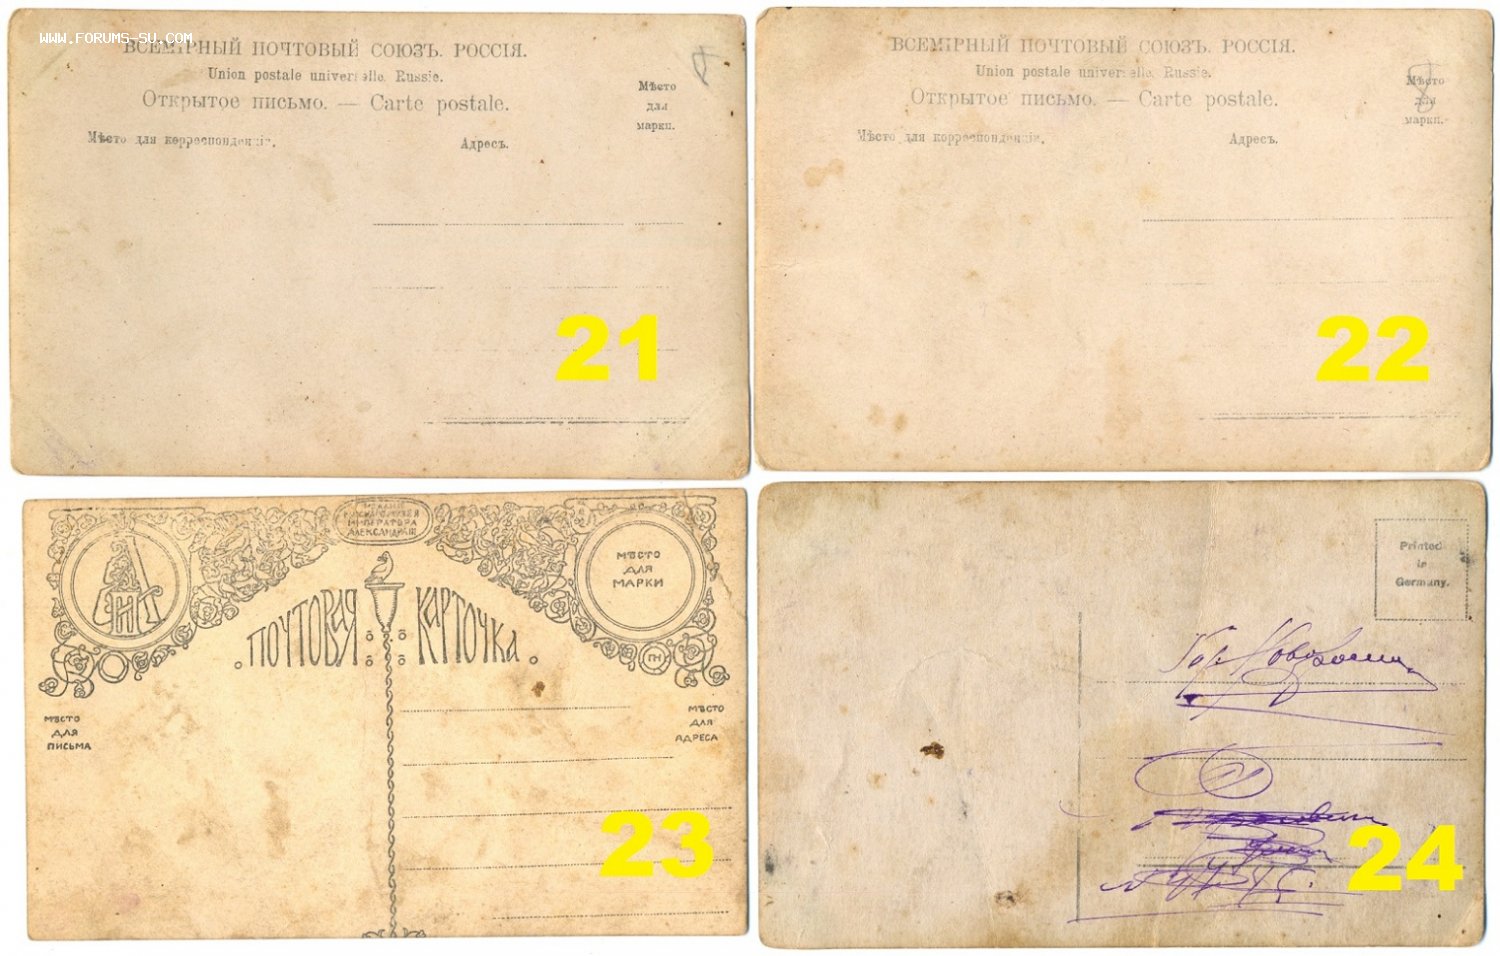 WWW.FORUMS-SU.COM
ВСЕМІРНЫЙ ПОЧТОВЫЙ СОЮЗЪ. РОССІЯ.
Union postale universelle. Russie.
Открытое письмо. — Carte postale.
Мѣсто
для
марки.
Мѣсто для корреспонденціи.
Адресъ.
21
ВСЕМІРНЫЙ ПОЧТОВЫЙ СОЮЗЪ. РОССІЯ.
Union postale universelle. Russie.
Открытое письмо. — Carte postale.
Мѣсто
для
марки.
Мѣсто для корреспонденціи.
Адресъ.
22
ИМПЕРАТОРА
АЛЕКСАНДРА III
МѢСТО
ДЛЯ
МАРКИ
ПОЧТОВАЯ КАРТОЧКА
МѢСТО
ДЛЯ
ПИСЬМА
МѢСТО
ДЛЯ
АДРЕСА
23
Printed
in
Germany.
24